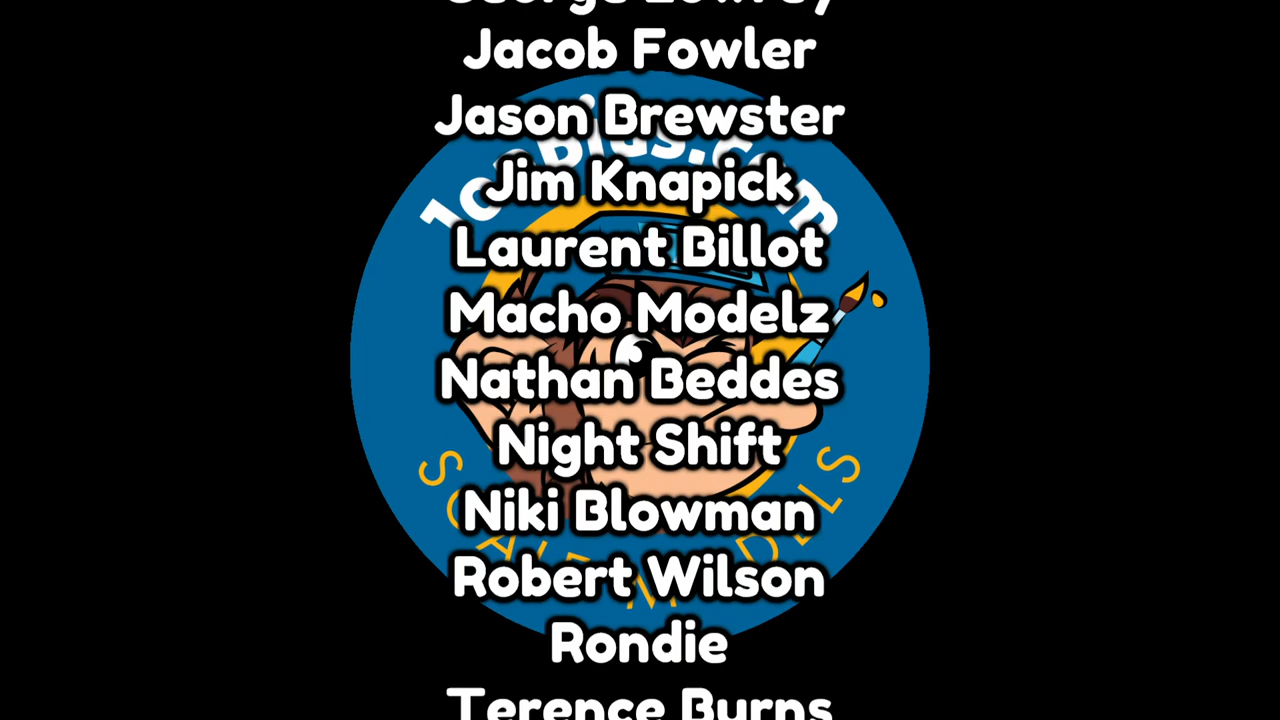 Jacob Fowler
Jason Brewster
Jim Knapick
Laurent Billot
Macho Modelz
Nathan Beddes
Night Shift
Niki Blowman
Robert Wilson
Rondie
Terence Burns